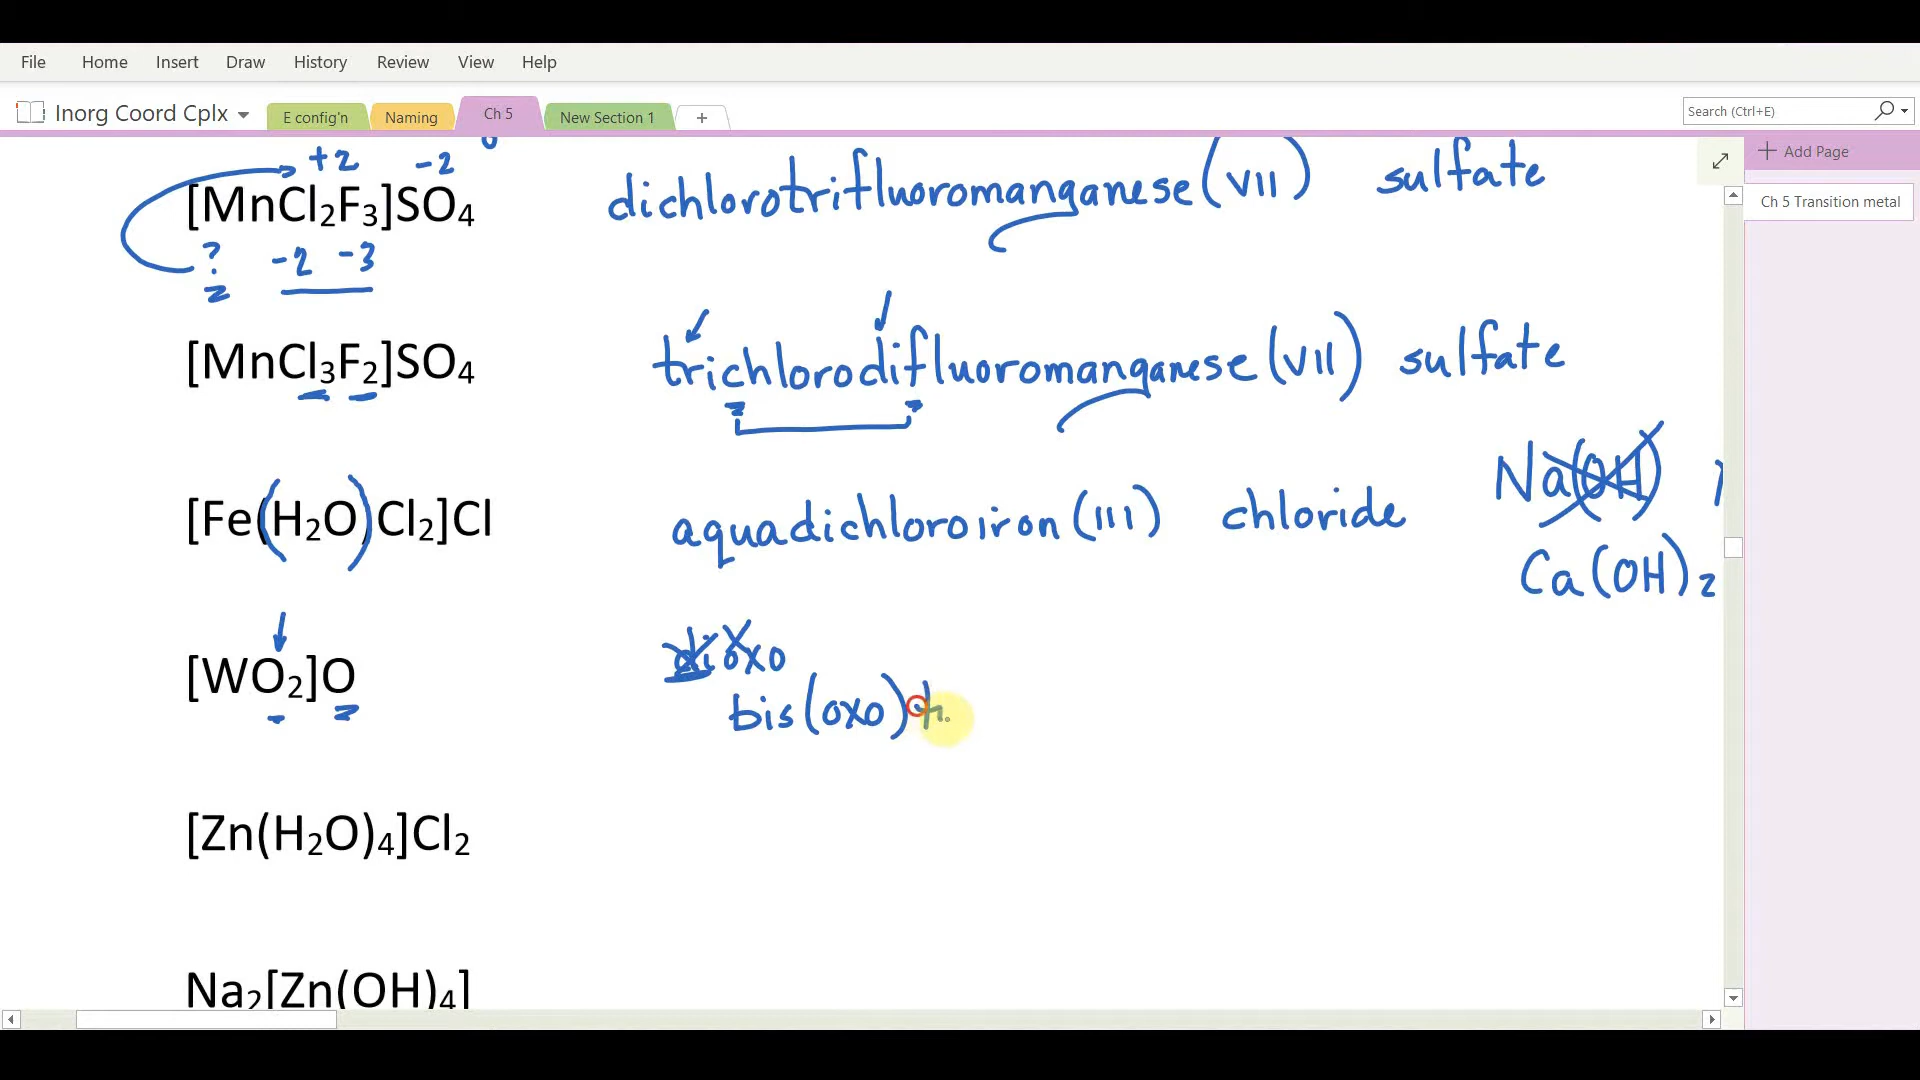 File Home Insert Draw History Review View Help
Inorg Coord Cplx E config'n Naming Ch 5 New Section 1 +
Search (Ctrl+E)
+ Add Page
Ch 5 Transition metal
+2 -2
[MnCl₂F₃]SO₄ dichlorotrifluoromanganese(VII) sulfate
? -2 -3
[MnCl₃F₂]SO₄ trichlorodifluoromanganese(VII) sulfate
Na(OH)
[Fe(H₂O)Cl₂]Cl aquadichloroiron(III) chloride
Ca(OH)₂
[WO₂]O dioxo
bis(oxo)
[Zn(H₂O)₄]Cl₂
Na₂[Zn(OH)₄]